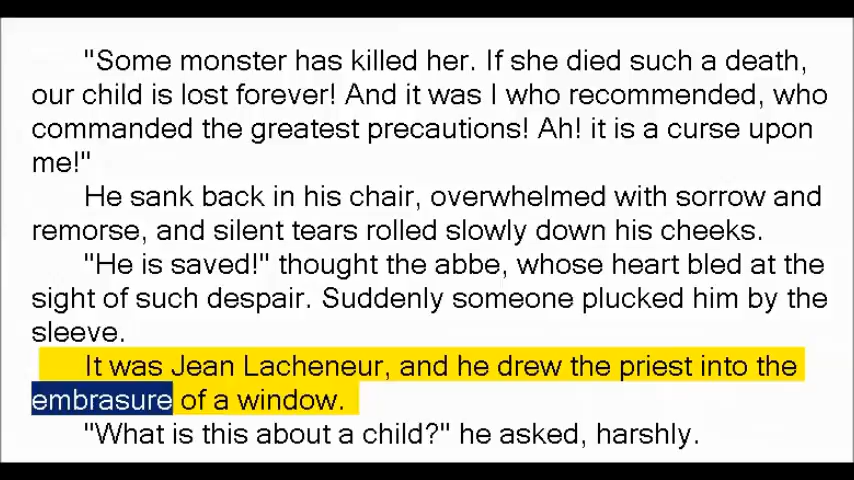 "Some monster has killed her. If she died such a death,
our child is lost forever! And it was I who recommended, who
commanded the greatest precautions! Ah! it is a curse upon
me!"
He sank back in his chair, overwhelmed with sorrow and
remorse, and silent tears rolled slowly down his cheeks.
"He is saved!" thought the abbe, whose heart bled at the
sight of such despair. Suddenly someone plucked him by the
sleeve.
It was Jean Lacheneur, and he drew the priest into the
embrasure of a window.
"What is this about a child?" he asked, harshly.